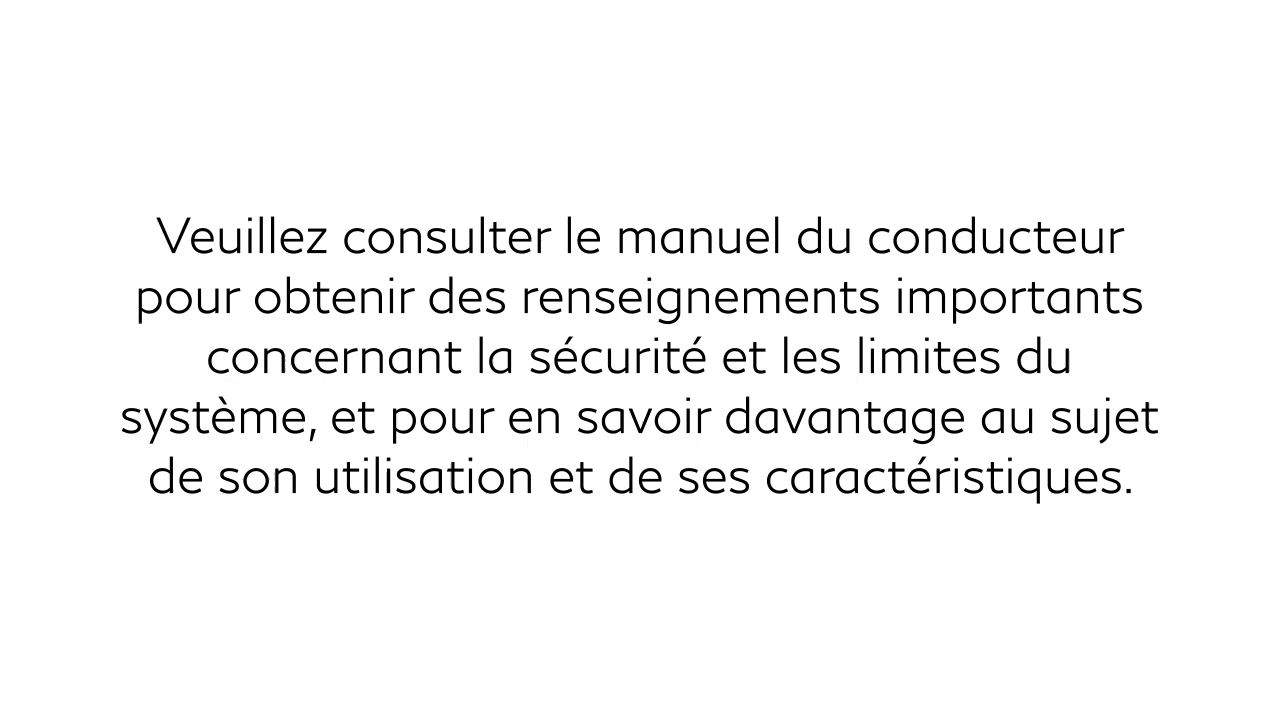 Veuillez consulter le manuel du conducteur
pour obtenir des renseignements importants
concernant la sécurité et les limites du
système, et pour en savoir davantage au sujet
de son utilisation et de ses caractéristiques.